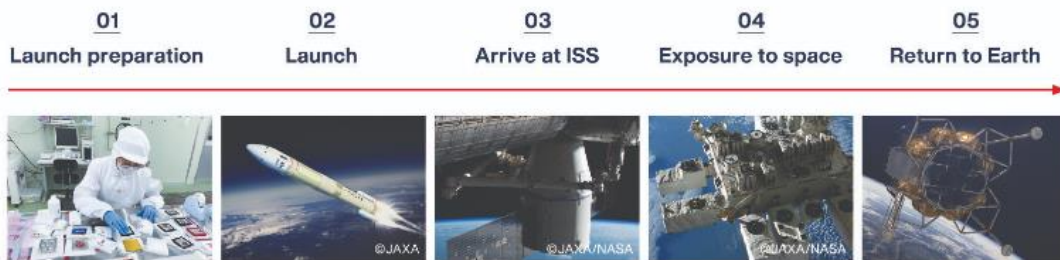 01
Launch preparation
02
Launch
03
Arrive at ISS
04
Exposure to space
05
Return to Earth
©JAXA
©JAXA/NASA
©JAXA/NASA